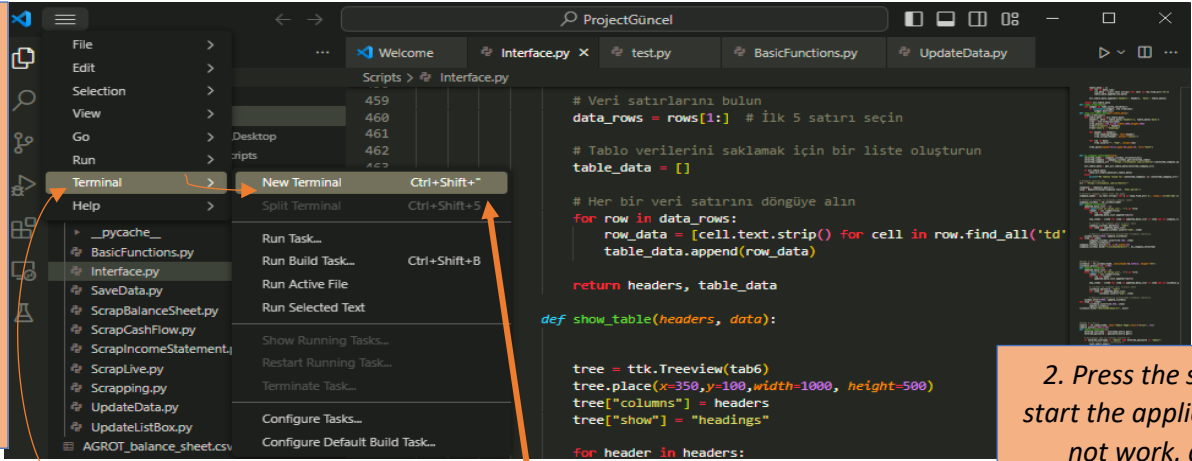 ProjectGüncel
File
Edit
Selection
View
Go
Run
Terminal
Help
Desktop
cripts
__pycache__
BasicFunctions.py
Interface.py
SaveData.py
ScrapBalanceSheet.py
ScrapCashFlow.py
ScrapIncomeStatement.
ScrapLive.py
Scrapping.py
UpdateData.py
UpdateListBox.py
AGROT_balance_sheet.csv
New Terminal Ctrl+Shift+"
Split Terminal Ctrl+Shift+5
Run Task...
Run Build Task... Ctrl+Shift+B
Run Active File
Run Selected Text
Show Running Tasks...
Restart Running Task...
Terminate Task...
Configure Tasks...
Configure Default Build Task...
Welcome Interface.py test.py BasicFunctions.py UpdateData.py
Scripts > Interface.py
459 # Veri satırlarını bulun
460 data_rows = rows[1:] # İlk 5 satırı seçin
461
462 # Tablo verilerini saklamak için bir liste oluşturun
table_data = []
# Her bir veri satırını döngüye alın
for row in data_rows:
row_data = [cell.text.strip() for cell in row.find_all('td'
table_data.append(row_data)
return headers, table_data
def show_table(headers, data):
tree = ttk.Treeview(tab6)
tree.place(x=350,y=100,width=1000, height=500)
tree["columns"] = headers
tree["show"] = "headings"
for header in headers:
2. Press the s
start the applic
not work,